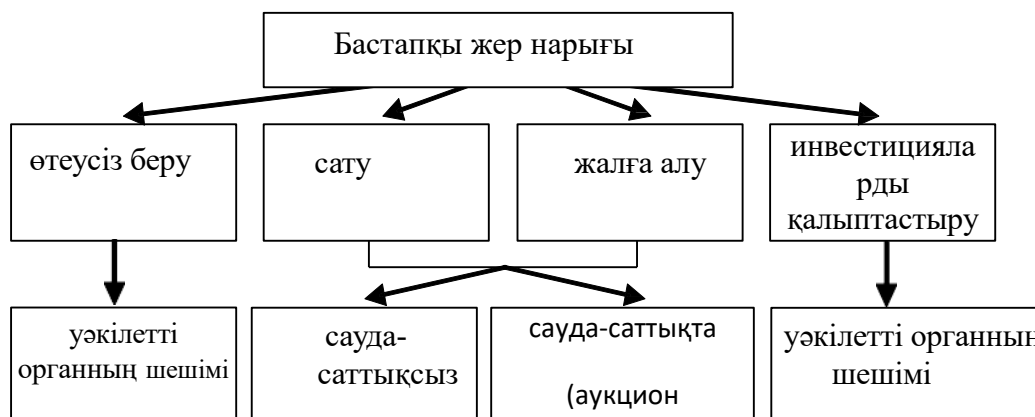 Бастапқы жер нарығы
өтеусіз беру
сату
жалға алу
инвестицияла
рды
қалыптастыру
уәкілетті
органның шешімі
сауда-
саттықсыз
сауда-саттықта
(аукцион
уәкілетті органның
шешімі